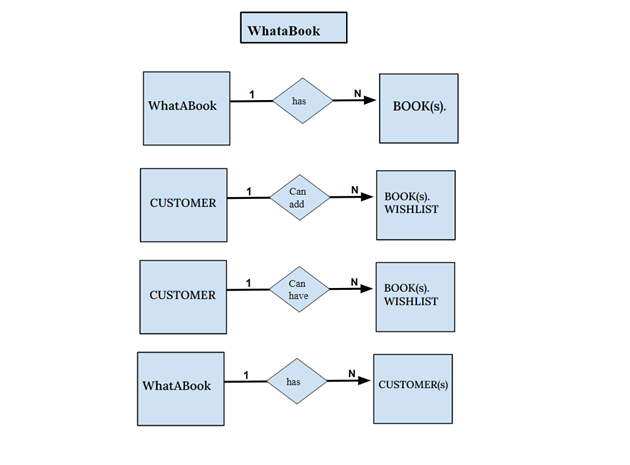 WhataBook
WhatABook 1 has N BOOK(s).
CUSTOMER 1 Can add N BOOK(s). WISHLIST
CUSTOMER 1 Can have N BOOK(s). WISHLIST
WhatABook 1 has N CUSTOMER(s)